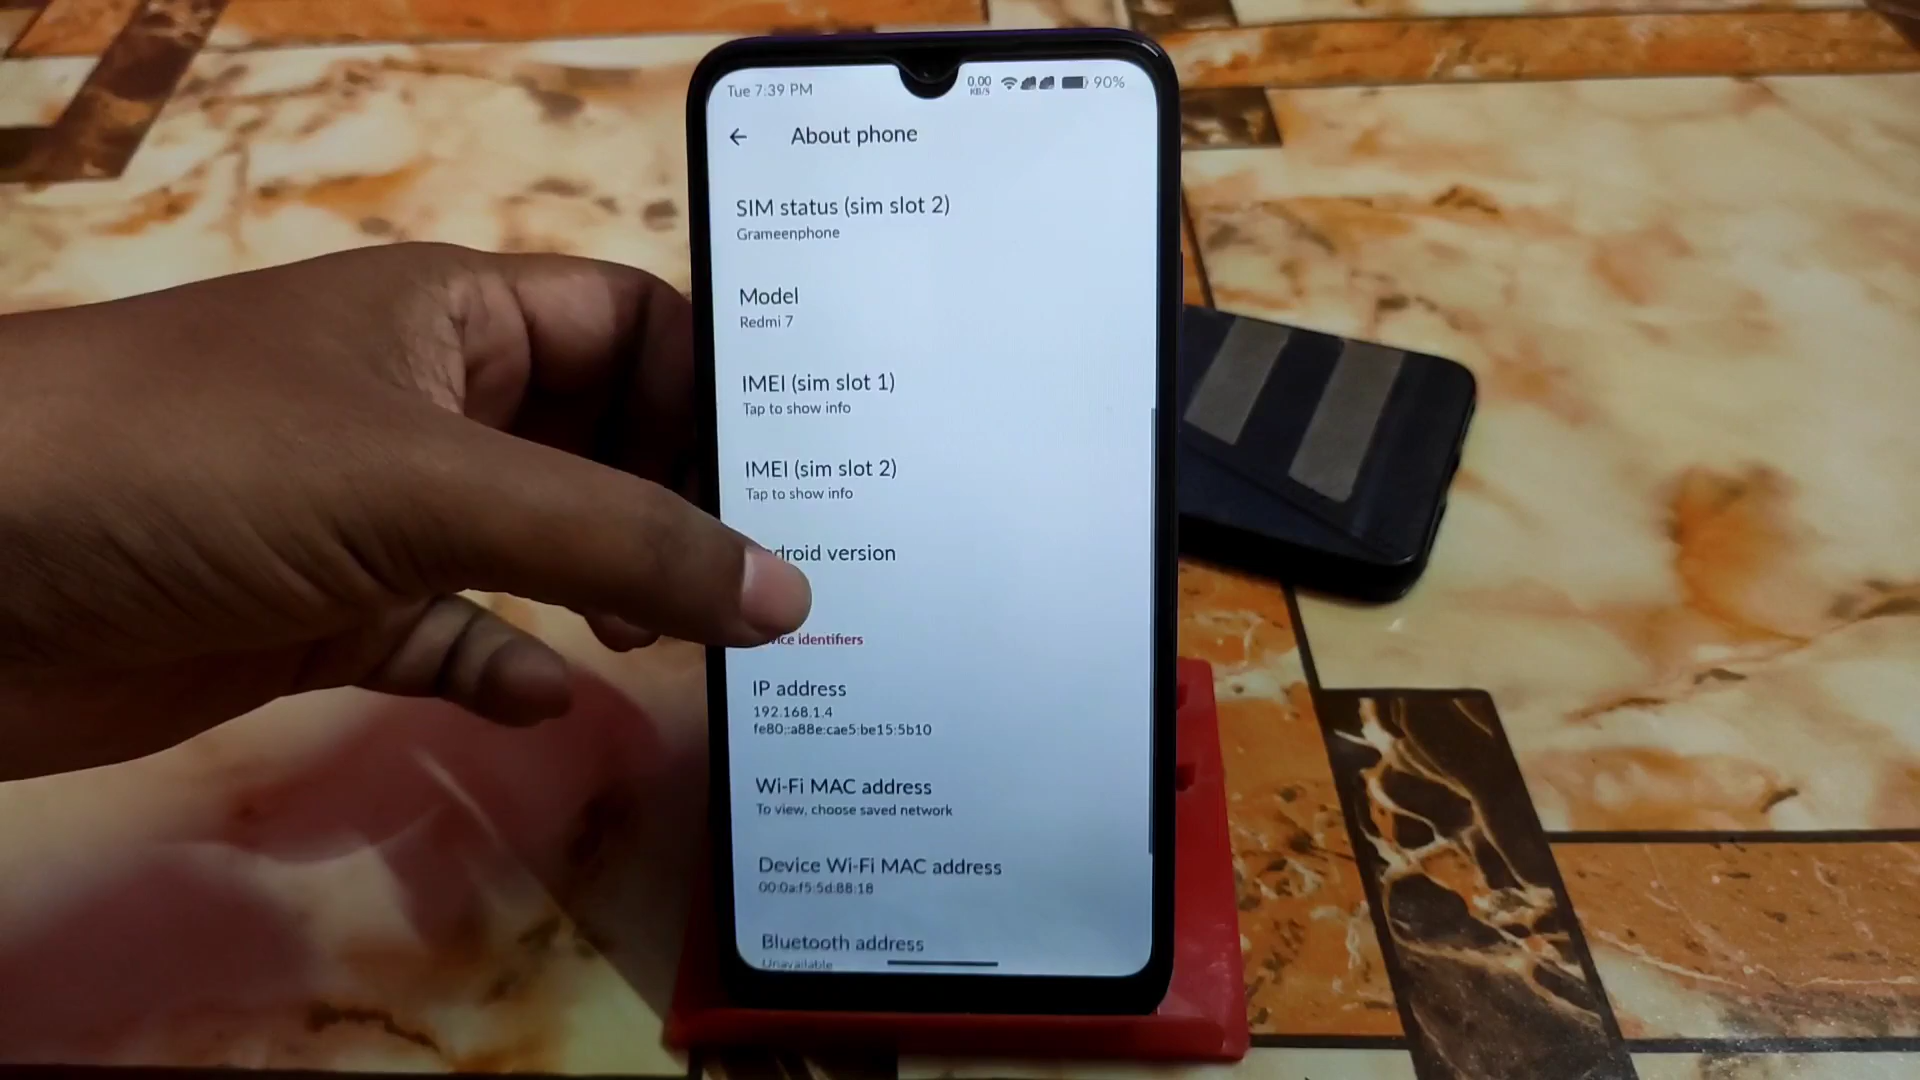 Tue 7:39 PM
0.00
KB/S
90%
About phone
SIM status (sim slot 2)
Grameenphone
Model
Redmi 7
IMEI (sim slot 1)
Tap to show info
IMEI (sim slot 2)
Tap to show info
droid version
ice identifiers
IP address
192.168.1.4
fe80::a88e:cae5:be15:5b10
Wi-Fi MAC address
To view, choose saved network
Device Wi-Fi MAC address
00:0a:f5:5d:88:18
Bluetooth address
Unavailable